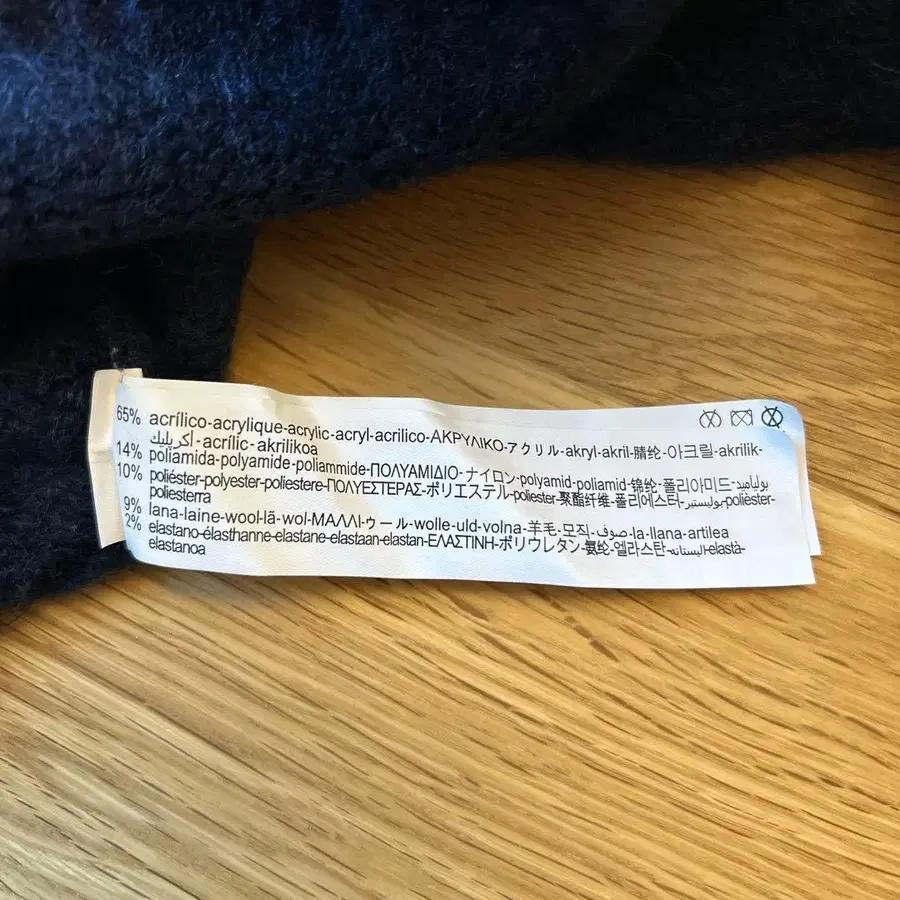 65% acrílico-acrylique-acrylic-acryl-acrilico-ΑΚΡΥΛΙΚΟ-アクリル-akryl-akril-腈纶-아크릴-akrilik-
أكريليك-acrílic-akrilikoa
14% poliamida-polyamide-poliammide-ΠΟΛΥΑΜΙΔΙΟ-ナイロン-polyamid-poliamid-锦纶-폴리아미드-بولياميد
10% poliéster-polyester-poliestere-ΠΟΛΥΕΣΤΕΡΑΣ-ポリエステル-poliester-聚酯纤维-폴리에스터-بوليستير-polièster-
poliesterra
9% lana-laine-wool-lã-wol-ΜΑΛΛΙ-ウール-wolle-uld-volna-羊毛-모직-صوف-la-llana-artilea
2% elastano-élasthanne-elastane-elastaan-elastan-ΕΛΑΣΤΙΝΗ-ポリウレタン-氨纶-엘라스탄-اليستانه-elastà-
elastanoa